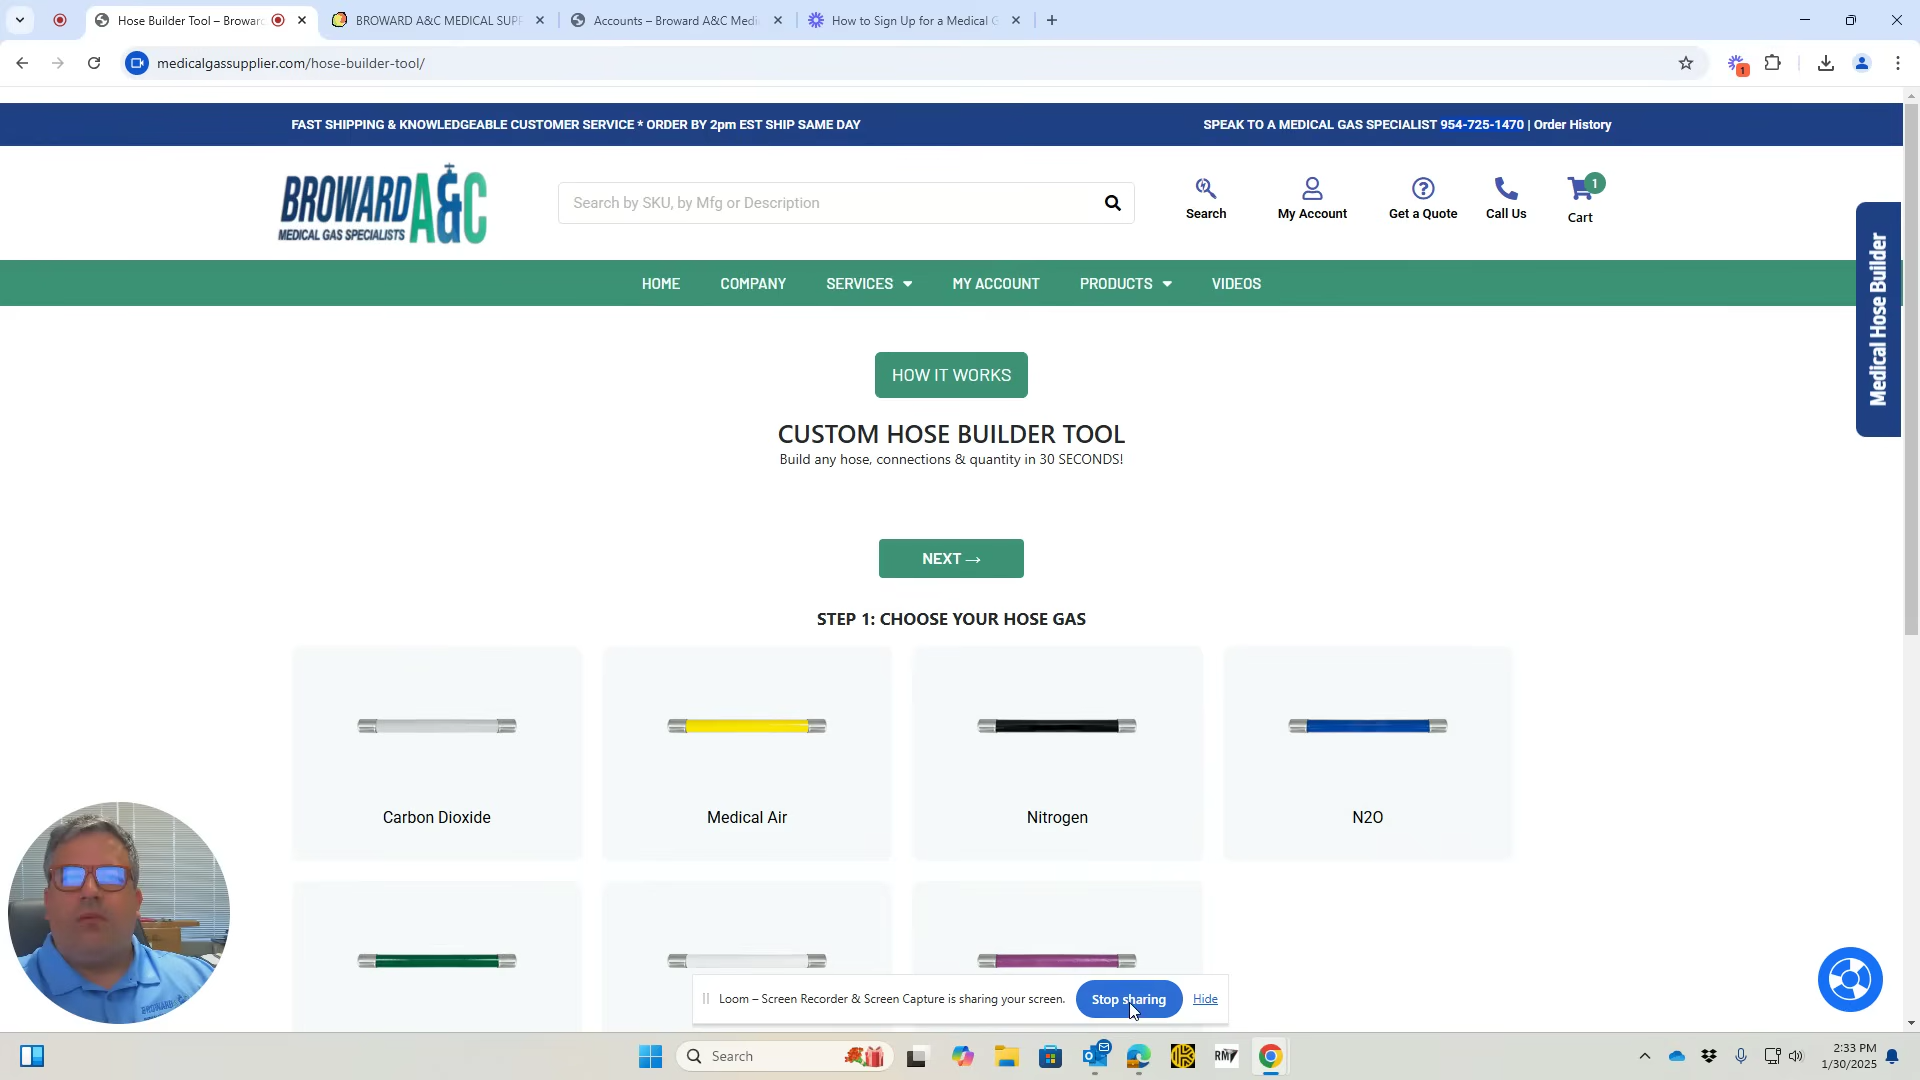 Hose Builder Tool – Broward
BROWARD A&C MEDICAL SUPP
Accounts – Broward A&C Medi
How to Sign Up for a Medical G
medicalgassupplier.com/hose-builder-tool/
1
FAST SHIPPING & KNOWLEDGEABLE CUSTOMER SERVICE * ORDER BY 2pm EST SHIP SAME DAY
SPEAK TO A MEDICAL GAS SPECIALIST 954-725-1470 | Order History
BROWARD A&C
MEDICAL GAS SPECIALISTS
Search by SKU, by Mfg or Description
Search
My Account
Get a Quote
Call Us
1
Cart
HOME
COMPANY
SERVICES
MY ACCOUNT
PRODUCTS
VIDEOS
Medical Hose Builder
HOW IT WORKS
CUSTOM HOSE BUILDER TOOL
Build any hose, connections & quantity in 30 SECONDS!
NEXT →
STEP 1: CHOOSE YOUR HOSE GAS
Carbon Dioxide
Medical Air
Nitrogen
N2O
Loom – Screen Recorder & Screen Capture is sharing your screen.
Stop sharing
Hide
Search
RM
2:33 PM
1/30/2025